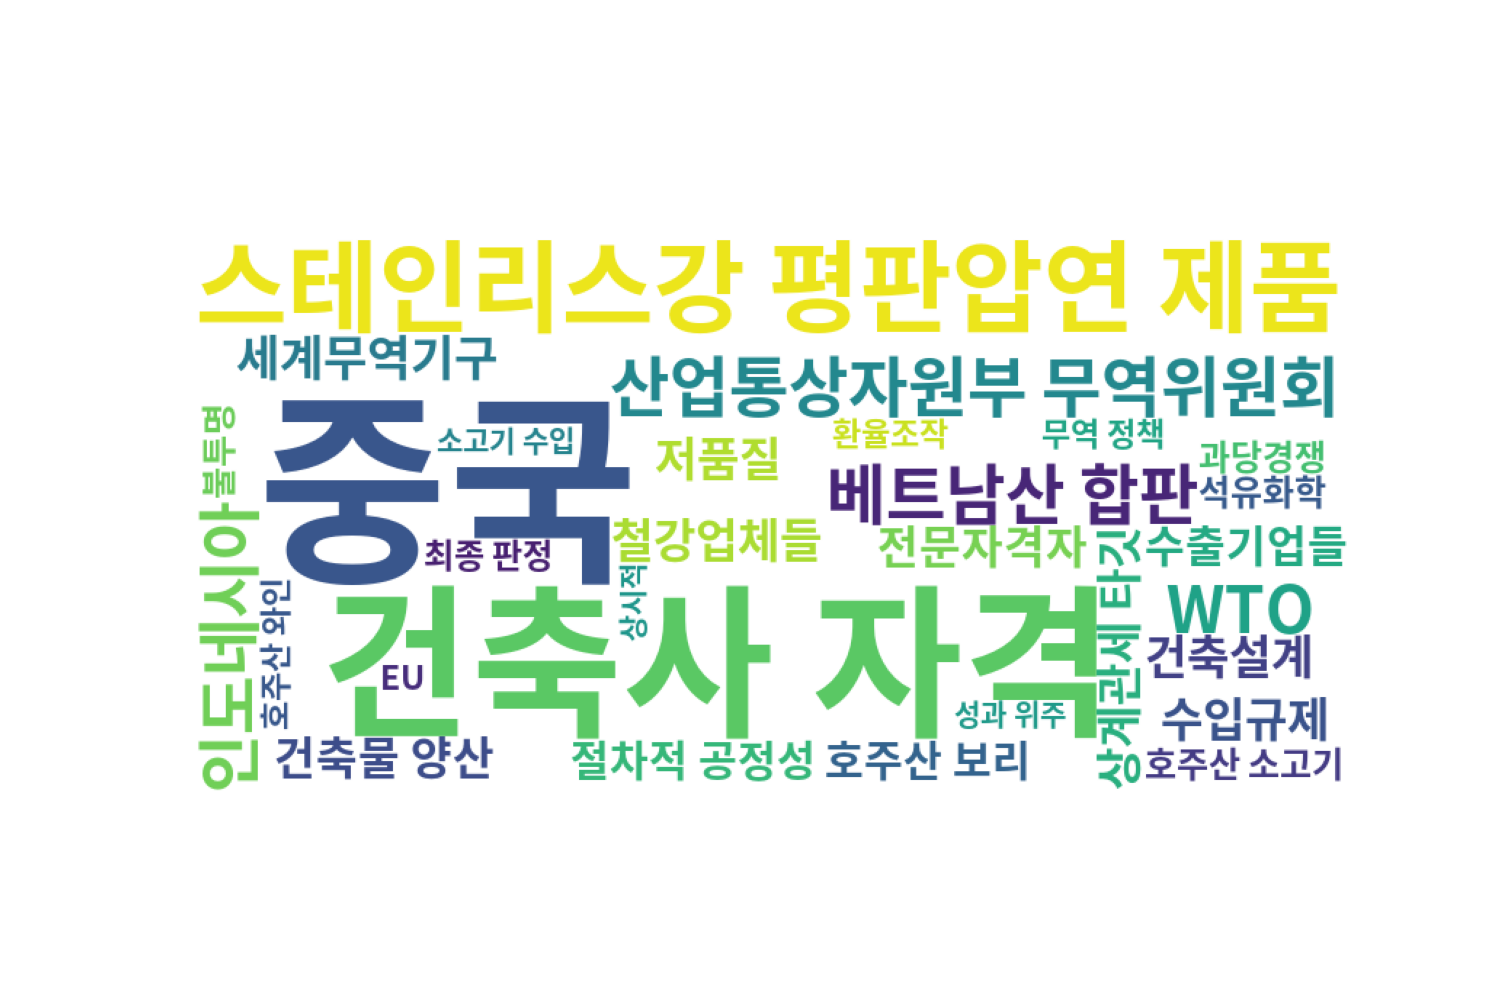 스테인리스강 평판압연 제품
세계무역기구
산업통상자원부 무역위원회
중국
소고기 수입
저품질
환율조작
무역 정책
과당경쟁
불투명
베트남산 합판
석유화학
최종 판정
철강업체들
전문자격자
수출기업들
인도네시아
호주산 와인
상시적
건축사 자격
상계관세 타깃
WTO
건축설계
EU
성과 위주
수입규제
건축물 양산
절차적 공정성
호주산 보리
호주산 소고기